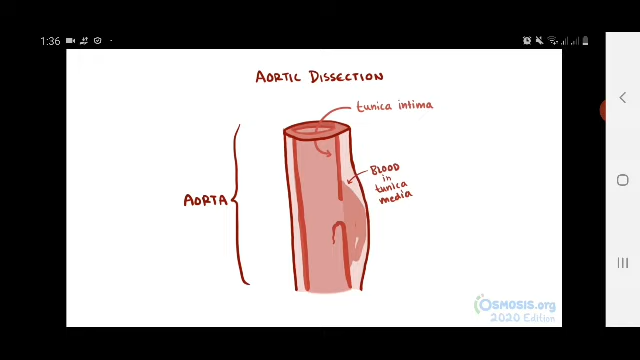 1:36
AORTIC DISSECTION
tunica intima
BLOOD
in
tunica
media
AORTA
OSMOSIS.org
2020 Edition